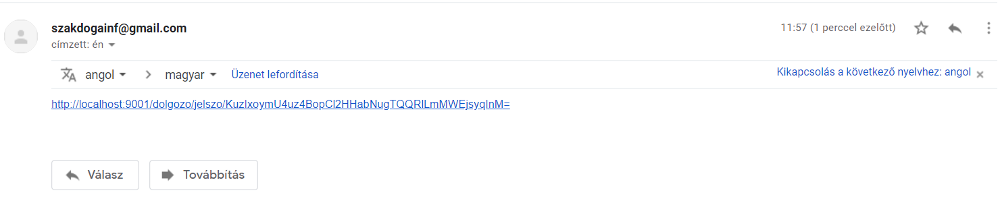 szakdogainf@gmail.com 11:57 (1 perccel ezelőtt)
címzett: én
angol magyar Üzenet lefordítása Kikapcsolás a következő nyelvhez: angol
http://localhost:9001/dolgozo/jelszo/KuzIxoymU4uz4BopCl2HHabNugTQQRlLmMWEjsyqInM=
Válasz Továbbítás